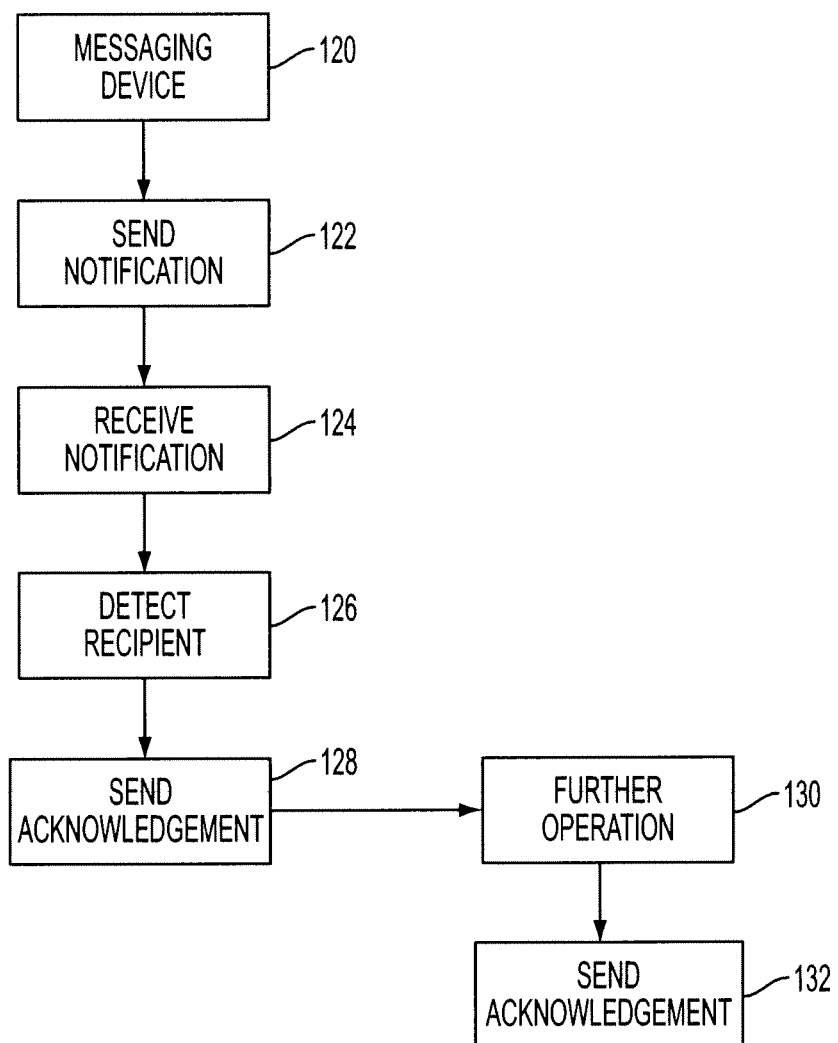 MESSAGING
DEVICE
120
SEND
NOTIFICATION
122
RECEIVE
NOTIFICATION
124
DETECT
RECIPIENT
126
SEND
ACKNOWLEDGEMENT
128
FURTHER
OPERATION
130
SEND
ACKNOWLEDGEMENT
132